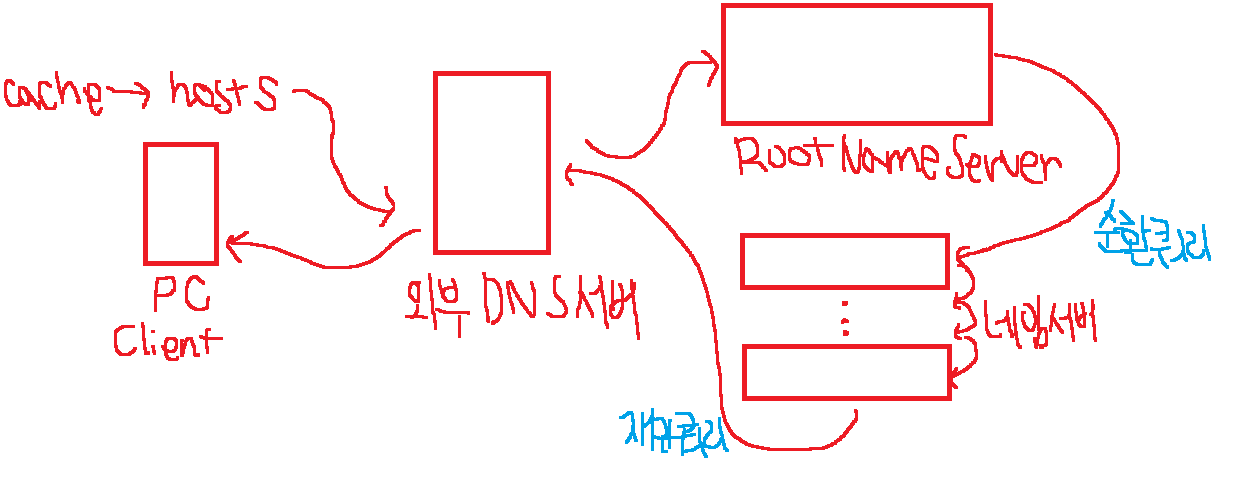 cache → hosts
PC
Client
외부 DNS서버
Root Name Server
순환쿼리
네임서버
재귀쿼리